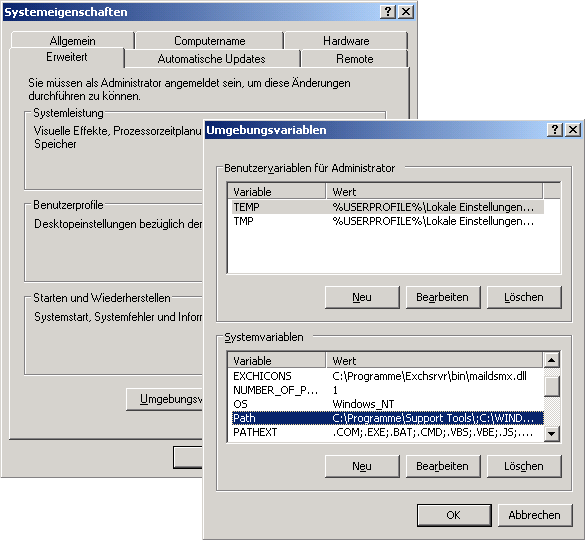 Systemeigenschaften
Allgemein Computername Hardware
Erweitert Automatische Updates Remote
Sie müssen als Administrator angemeldet sein, um diese Änderungen
durchführen zu können.
Systemleistung
Visuelle Effekte, Prozessorzeitplanu
Speicher
Benutzerprofile
Desktopeinstellungen bezüglich der
Starten und Wiederherstellen
Systemstart, Systemfehler und Inform
Umgebungsv
Umgebungsvariablen
Benutzervariablen für Administrator
Variable Wert
TEMP %USERPROFILE%\Lokale Einstellungen...
TMP %USERPROFILE%\Lokale Einstellungen...
Neu Bearbeiten Löschen
Systemvariablen
Variable Wert
EXCHICONS C:\Programme\Exchsrvr\bin\maildsmx.dll
NUMBER_OF_P... 1
OS Windows_NT
Path C:\Programme\Support Tools\;C:\WIND...
PATHEXT .COM;.EXE;.BAT;.CMD;.VBS;.VBE;.JS;....
Neu Bearbeiten Löschen
OK Abbrechen